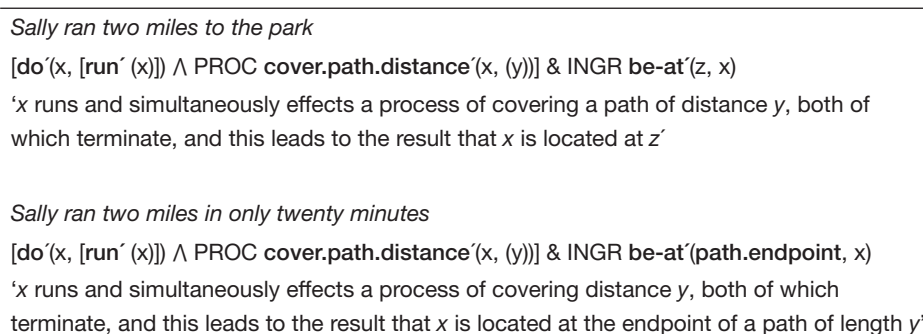 Sally ran two miles to the park
[do´(x, [run´ (x)]) Λ PROC cover.path.distance´(x, (y))] & INGR be-at´(z, x)
‘x runs and simultaneously effects a process of covering a path of distance y, both of
which terminate, and this leads to the result that x is located at z´
Sally ran two miles in only twenty minutes
[do´(x, [run´ (x)]) Λ PROC cover.path.distance´(x, (y))] & INGR be-at´(path.endpoint, x)
‘x runs and simultaneously effects a process of covering distance y, both of which
terminate, and this leads to the result that x is located at the endpoint of a path of length y´